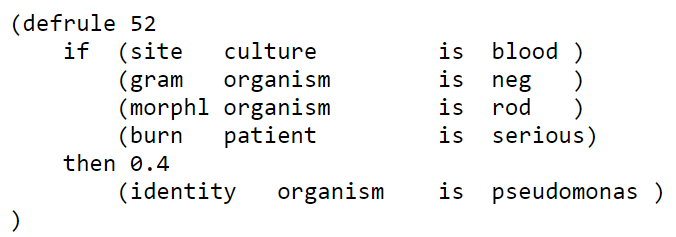 (defrule 52
if (site culture is blood )
(gram organism is neg )
(morphl organism is rod )
(burn patient is serious)
then 0.4
(identity organism is pseudomonas )
)